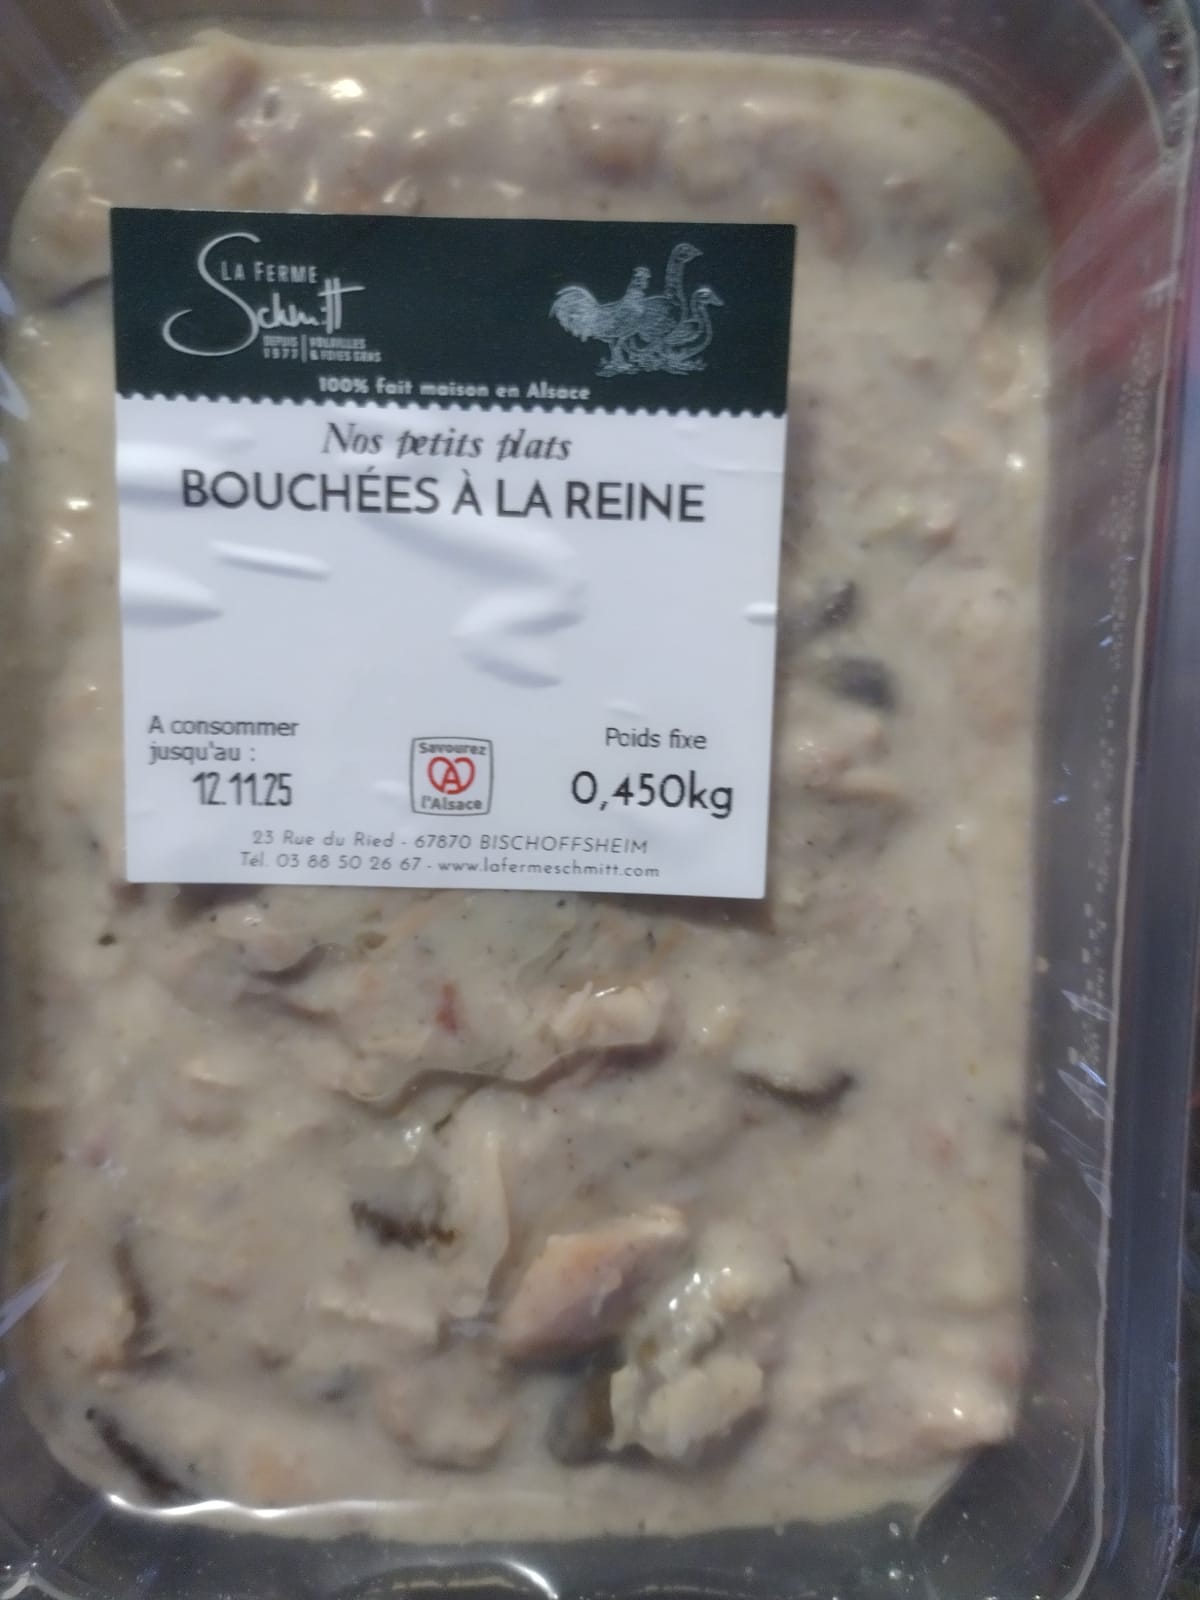 LA FERME
Schmitt
DEPUIS 1977 | VOLAILLES & FOIES GRAS
100% fait maison en Alsace
Nos petits plats
BOUCHÉES À LA REINE
A consommer
jusqu'au :
12.11.25
Savourez
l'Alsace
Poids fixe
0,450kg
23 Rue du Ried - 67870 BISCHOFFSHEIM
Tél. 03 88 50 26 67 - www.lafermeschmitt.com